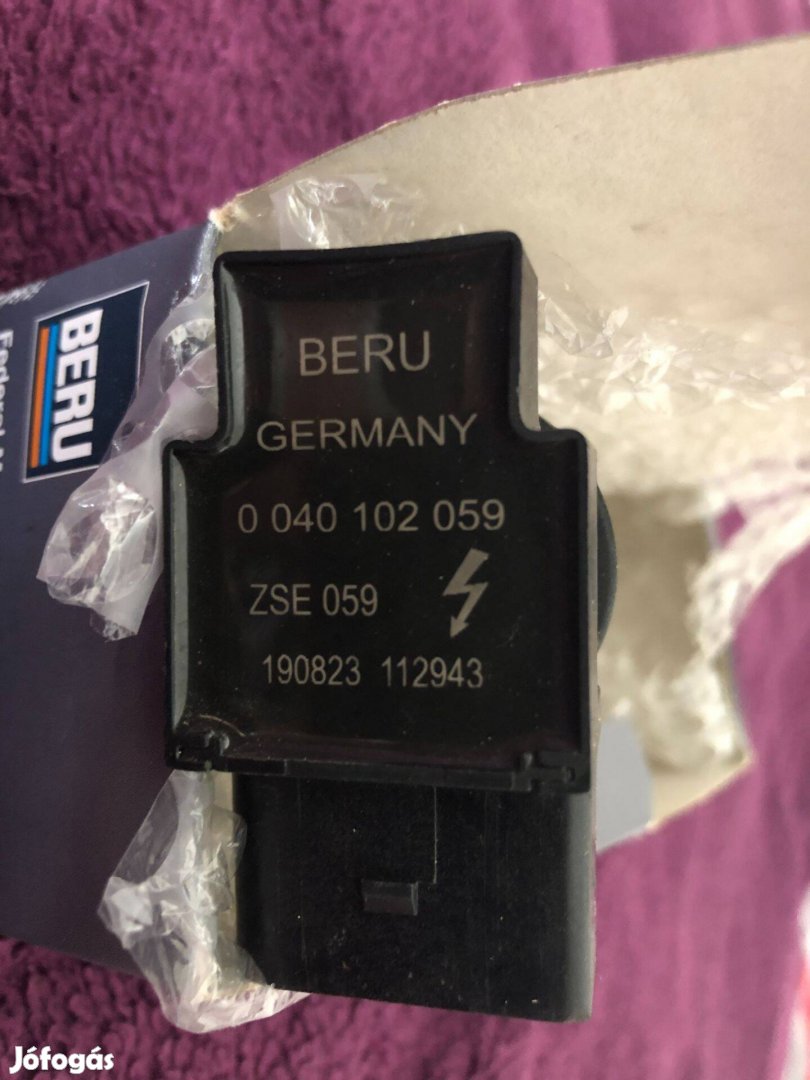 BERU
GERMANY
0 040 102 059
ZSE 059
190823 112943
BERU
Jófogás